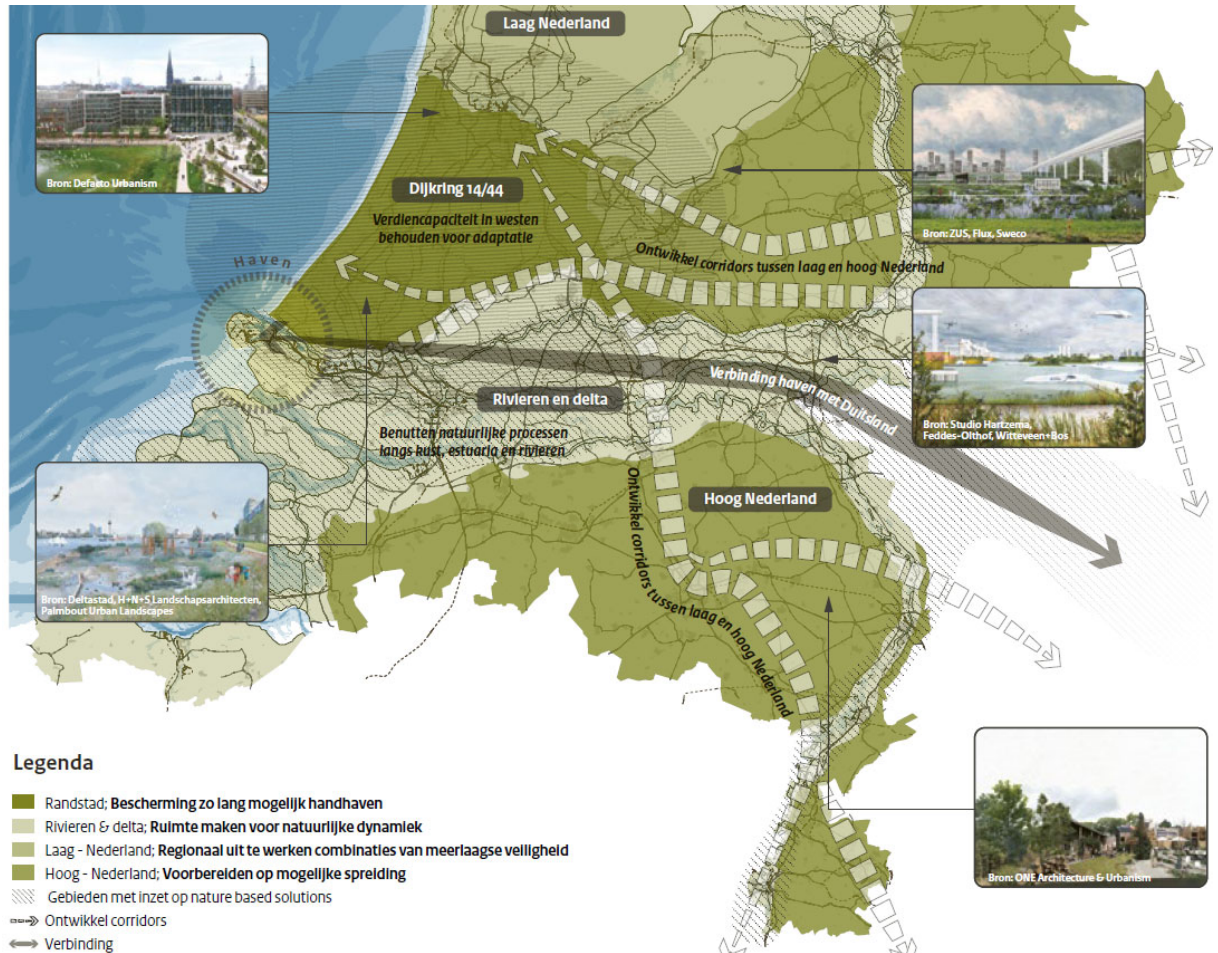 Laag Nederland
Bron: Defacto Urbanism
Bron: ZUS, Flux, Sweco
Dijkring 14/44
Verdiencapaciteit in westen
behouden voor adaptatie
Ontwikkel corridors tussen laag en hoog Nederland
Haven
Verbinding haven met Duitsland
Bron: Studio Hartzema,
Feddes-Olthof, Witteveen+Bos
Rivieren en delta
Benutten natuurlijke processen
langs kust, estuaria en rivieren
Hoog Nederland
Ontwikkel corridors tussen laag en hoog Nederland
Bron: Deltastad, H+N+S Landschapsarchitecten,
Palmbout Urban Landscapes
Bron: ONE Architecture & Urbanism
Legenda
Randstad; Bescherming zo lang mogelijk handhaven
Rivieren & delta; Ruimte maken voor natuurlijke dynamiek
Laag - Nederland; Regionaal uit te werken combinaties van meerlaagse veiligheid
Hoog - Nederland; Voorbereiden op mogelijke spreiding
Gebieden met inzet op nature based solutions
Ontwikkel corridors
Verbinding